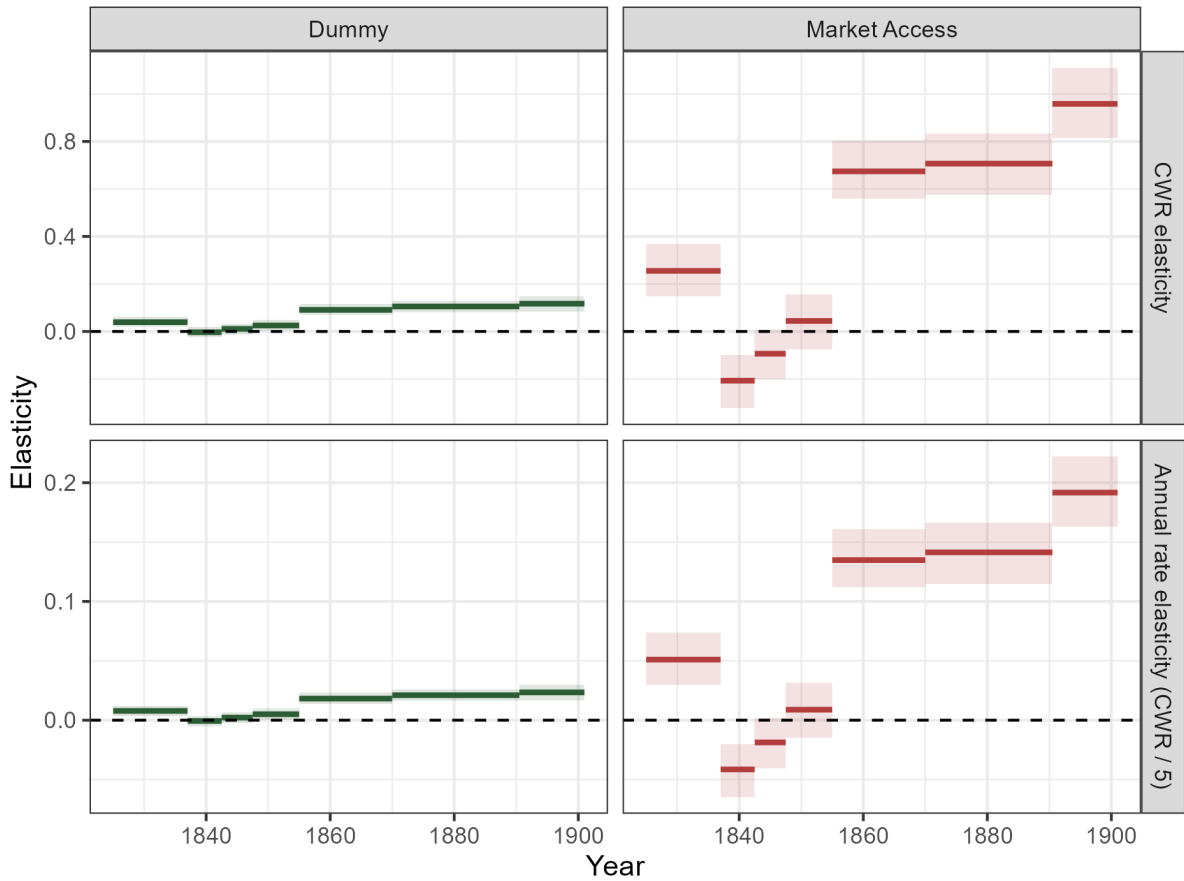 Dummy
Market Access
0.8
0.4
0.0
CWR elasticity
Elasticity
0.2
0.1
0.0
Annual rate elasticity (CWR / 5)
1840 1860 1880 1900
1840 1860 1880 1900
Year